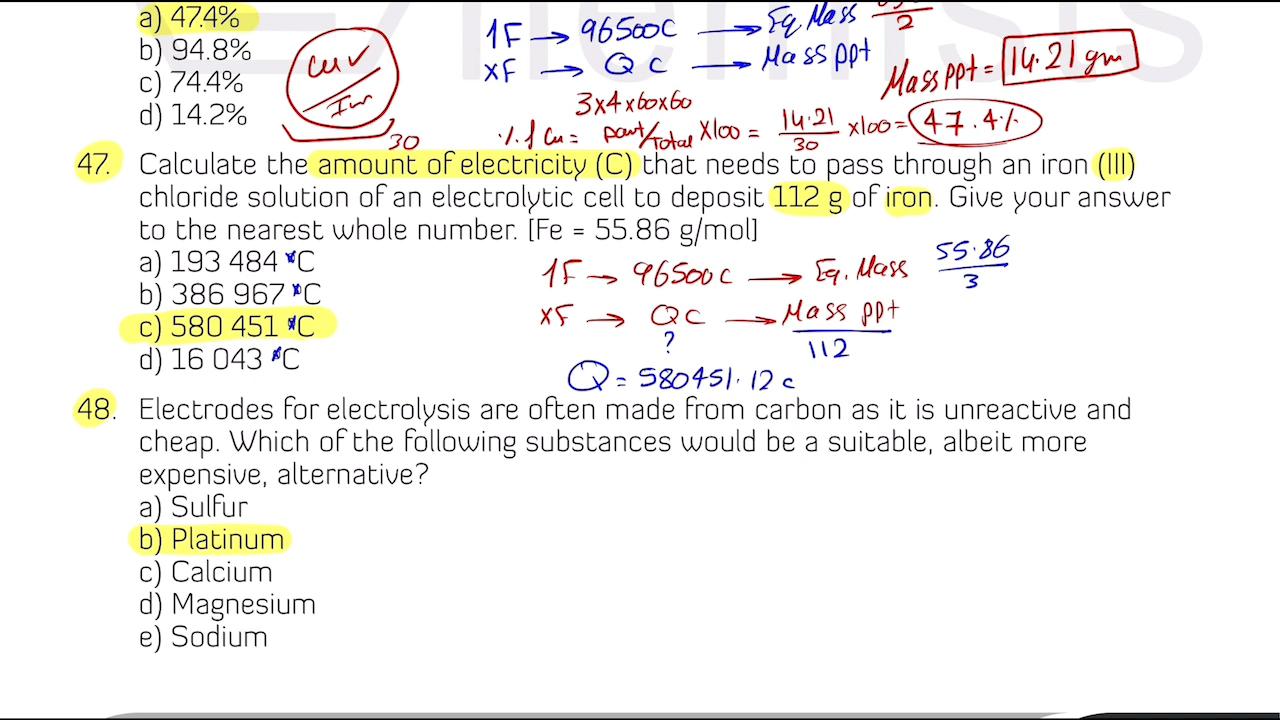 a) 47.4%
1F → 96500C → Eq Mass
2
b) 94.8%
xF → Q C → Mass ppt
Mass ppt = 14.21 gm
c) 74.4%
Cu ✓
3x4x60x60
d) 14.2%
30
% of Cu = part/total x100 = 14.21/30 x100 = 47.4%
47. Calculate the amount of electricity (C) that needs to pass through an iron (III)
chloride solution of an electrolytic cell to deposit 112 g of iron. Give your answer
to the nearest whole number. [Fe = 55.86 g/mol]
a) 193 484 °C
b) 386 967 °C
c) 580 451 °C
d) 16 043 °C
1F → 96500C → Eq. Mass 55.86/3
xF → QC → Mass ppt
? 112
Q = 580451.12 c
48. Electrodes for electrolysis are often made from carbon as it is unreactive and
cheap. Which of the following substances would be a suitable, albeit more
expensive, alternative?
a) Sulfur
b) Platinum
c) Calcium
d) Magnesium
e) Sodium